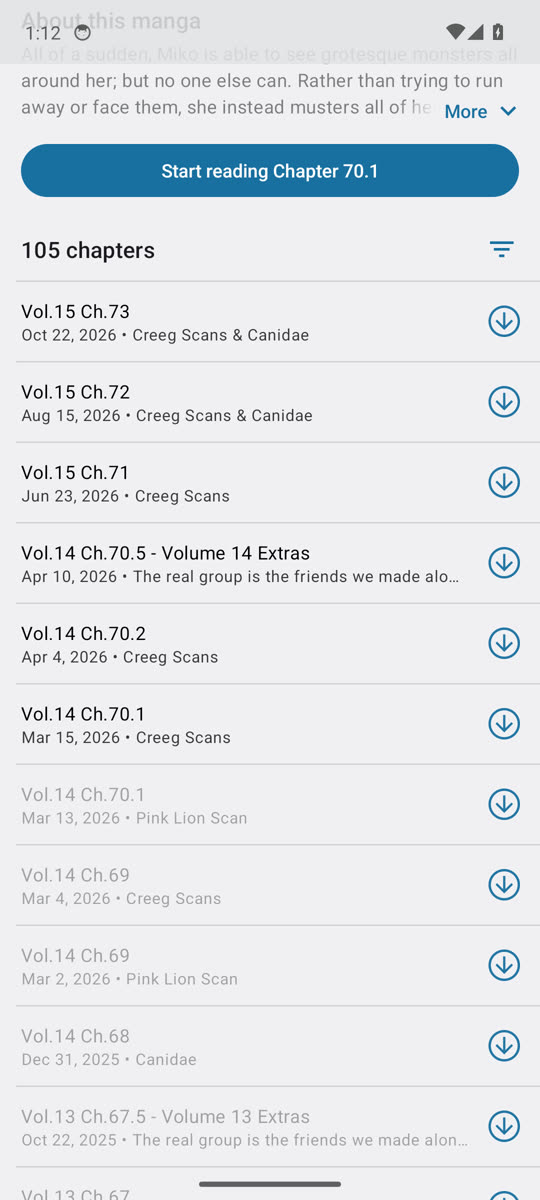 About this manga
1:12
All of a sudden, Miko is able to see grotesque monsters all
around her; but no one else can. Rather than trying to run
away or face them, she instead musters all of he
More
Start reading Chapter 70.1
105 chapters
Vol.15 Ch.73
Oct 22, 2026 • Creeg Scans & Canidae
Vol.15 Ch.72
Aug 15, 2026 • Creeg Scans & Canidae
Vol.15 Ch.71
Jun 23, 2026 • Creeg Scans
Vol.14 Ch.70.5 - Volume 14 Extras
Apr 10, 2026 • The real group is the friends we made alo…
Vol.14 Ch.70.2
Apr 4, 2026 • Creeg Scans
Vol.14 Ch.70.1
Mar 15, 2026 • Creeg Scans
Vol.14 Ch.70.1
Mar 13, 2026 • Pink Lion Scan
Vol.14 Ch.69
Mar 4, 2026 • Creeg Scans
Vol.14 Ch.69
Mar 2, 2026 • Pink Lion Scan
Vol.14 Ch.68
Dec 31, 2025 • Canidae
Vol.13 Ch.67.5 - Volume 13 Extras
Oct 22, 2025 • The real group is the friends we made alon…
Vol.13 Ch.67